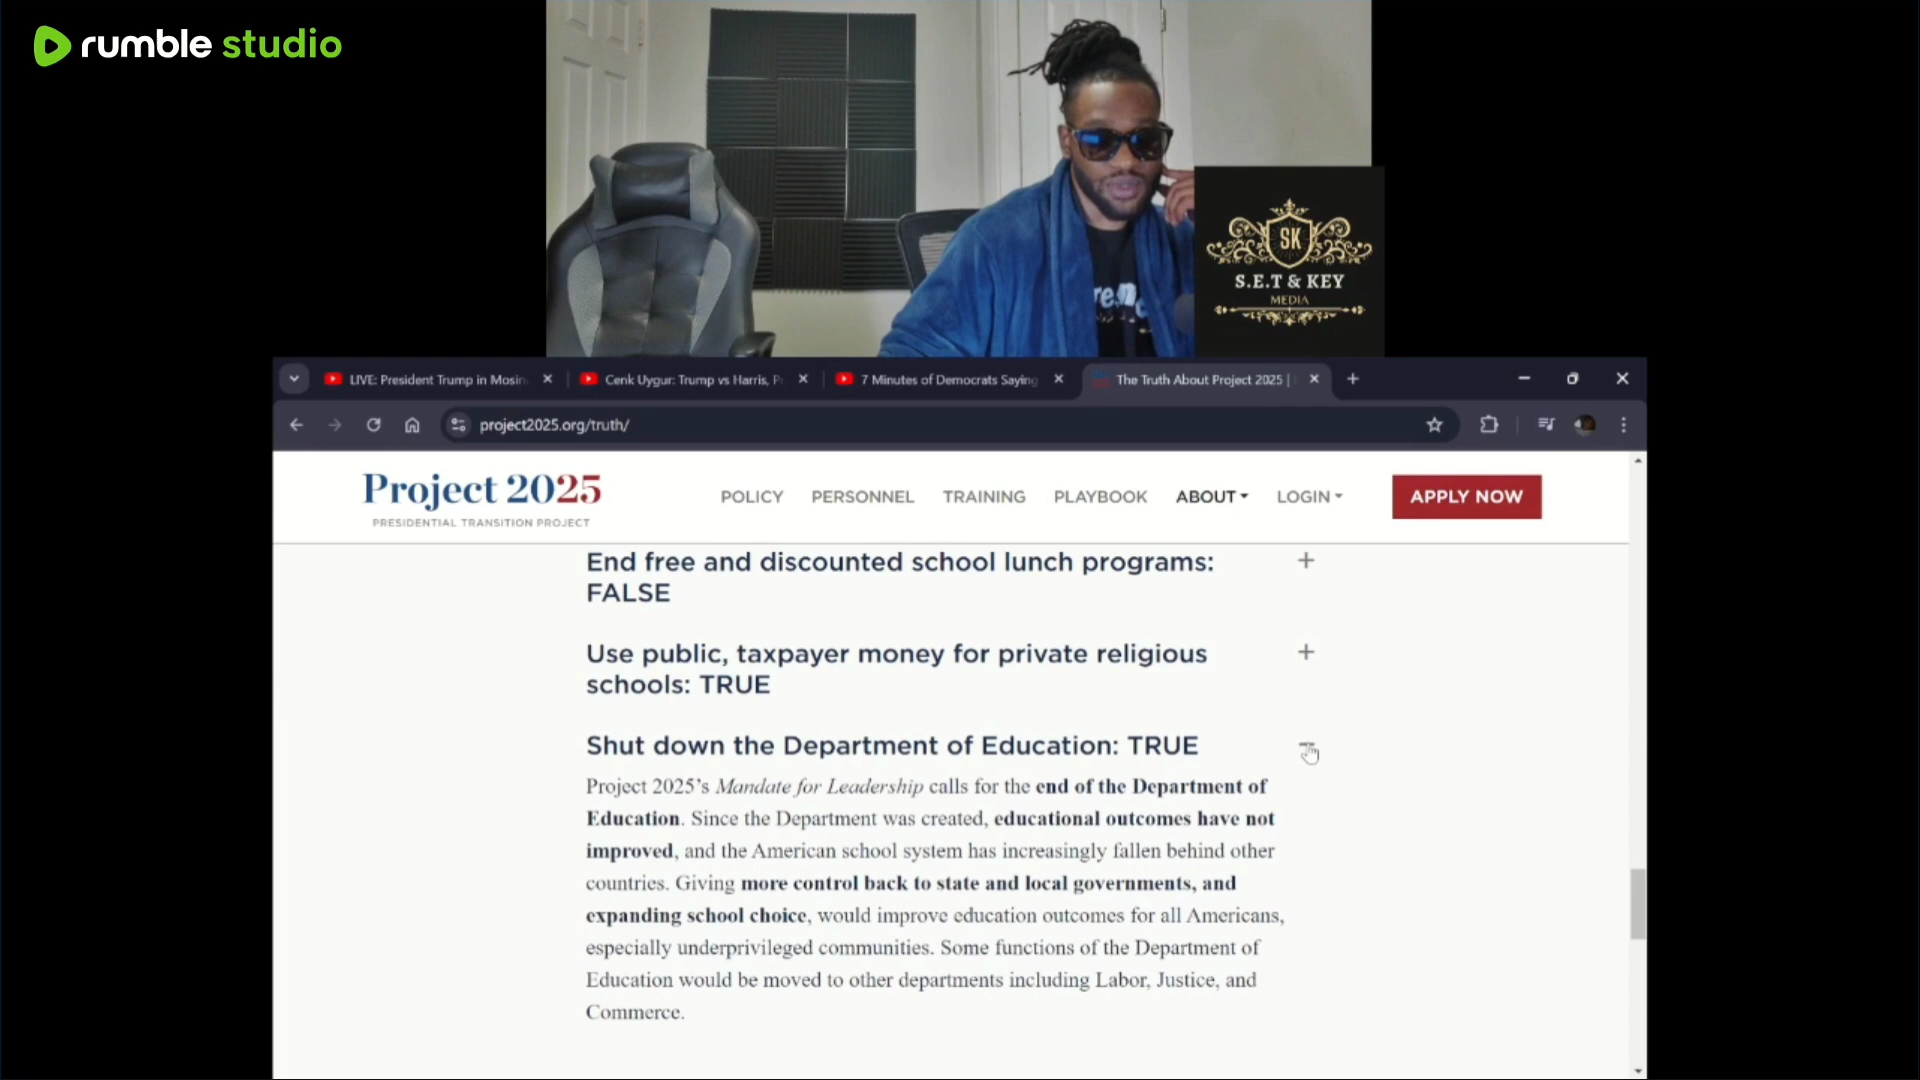 rumble studio
SK
S.E.T & KEY
MEDIA
LIVE: President Trump in Mosin
Cenk Uygur: Trump vs Harris, P
7 Minutes of Democrats Saying
The Truth About Project 2025 |
project2025.org/truth/
Project 2025
PRESIDENTIAL TRANSITION PROJECT
POLICY PERSONNEL TRAINING PLAYBOOK ABOUT LOGIN
APPLY NOW
End free and discounted school lunch programs:
FALSE
Use public, taxpayer money for private religious
schools: TRUE
Shut down the Department of Education: TRUE
Project 2025’s Mandate for Leadership calls for the end of the Department of
Education. Since the Department was created, educational outcomes have not
improved, and the American school system has increasingly fallen behind other
countries. Giving more control back to state and local governments, and
expanding school choice, would improve education outcomes for all Americans,
especially underprivileged communities. Some functions of the Department of
Education would be moved to other departments including Labor, Justice, and
Commerce.